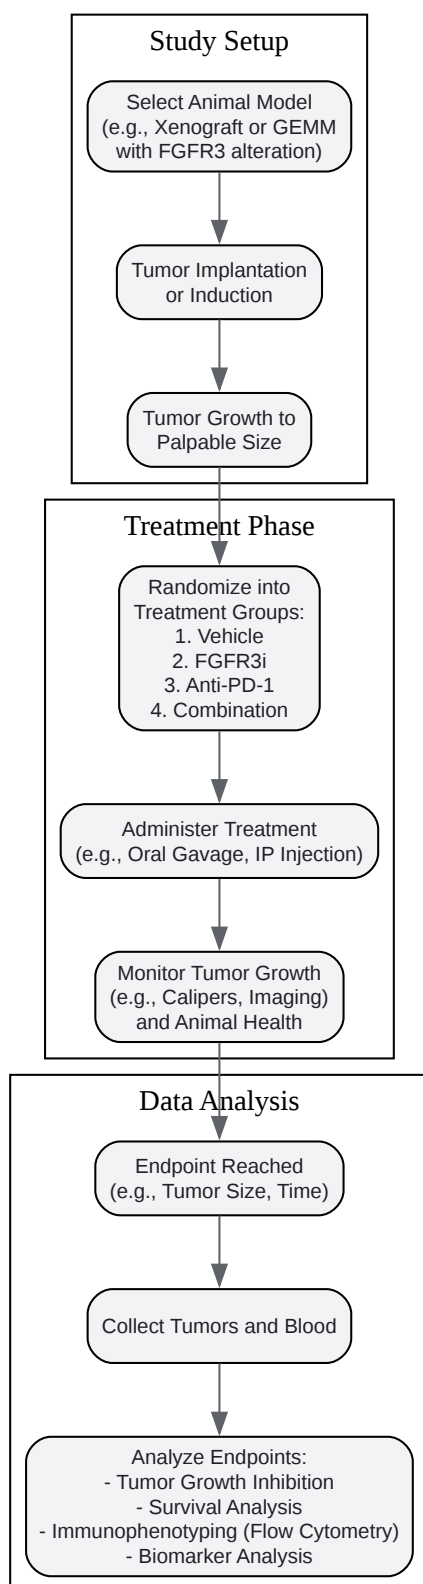 Study Setup
Select Animal Model
(e.g., Xenograft or GEMM
with FGFR3 alteration)
Tumor Implantation
or Induction
Tumor Growth to
Palpable Size
Treatment Phase
Randomize into
Treatment Groups:
1. Vehicle
2. FGFR3i
3. Anti-PD-1
4. Combination
Administer Treatment
(e.g., Oral Gavage, IP Injection)
Monitor Tumor Growth
(e.g., Calipers, Imaging)
and Animal Health
Data Analysis
Endpoint Reached
(e.g., Tumor Size, Time)
Collect Tumors and Blood
Analyze Endpoints:
- Tumor Growth Inhibition
- Survival Analysis
- Immunophenotyping (Flow Cytometry)
- Biomarker Analysis